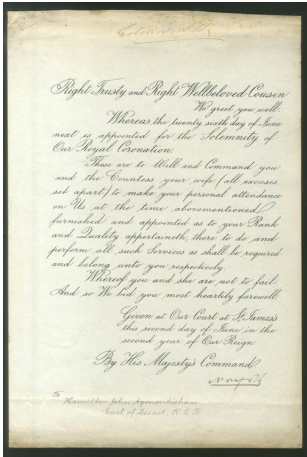 Right Trusty and Right Wellbeloved Cousin
We greet you well.
Whereas the twenty sixth day of June
next is appointed for the Solemnity of
Our Royal Coronation.
These are to Will and Command you
and the Countess your wife (all excuses
set apart) to make your personal attendance
on Us at the time abovementioned
furnished and appointed as to your Rank
and Quality appertaineth, there to do and
perform all such Services as shall be required
and belong unto you respectively.
Whereof you and she are not to fail.
And so We bid you most heartily farewell.
Given at Our Court at St. James's
this second day of June in the
second year of Our Reign
By His Majesty's Command
Norfolk
To
Hamilton John Agmondisham
Earl of Desart, K.C.B.